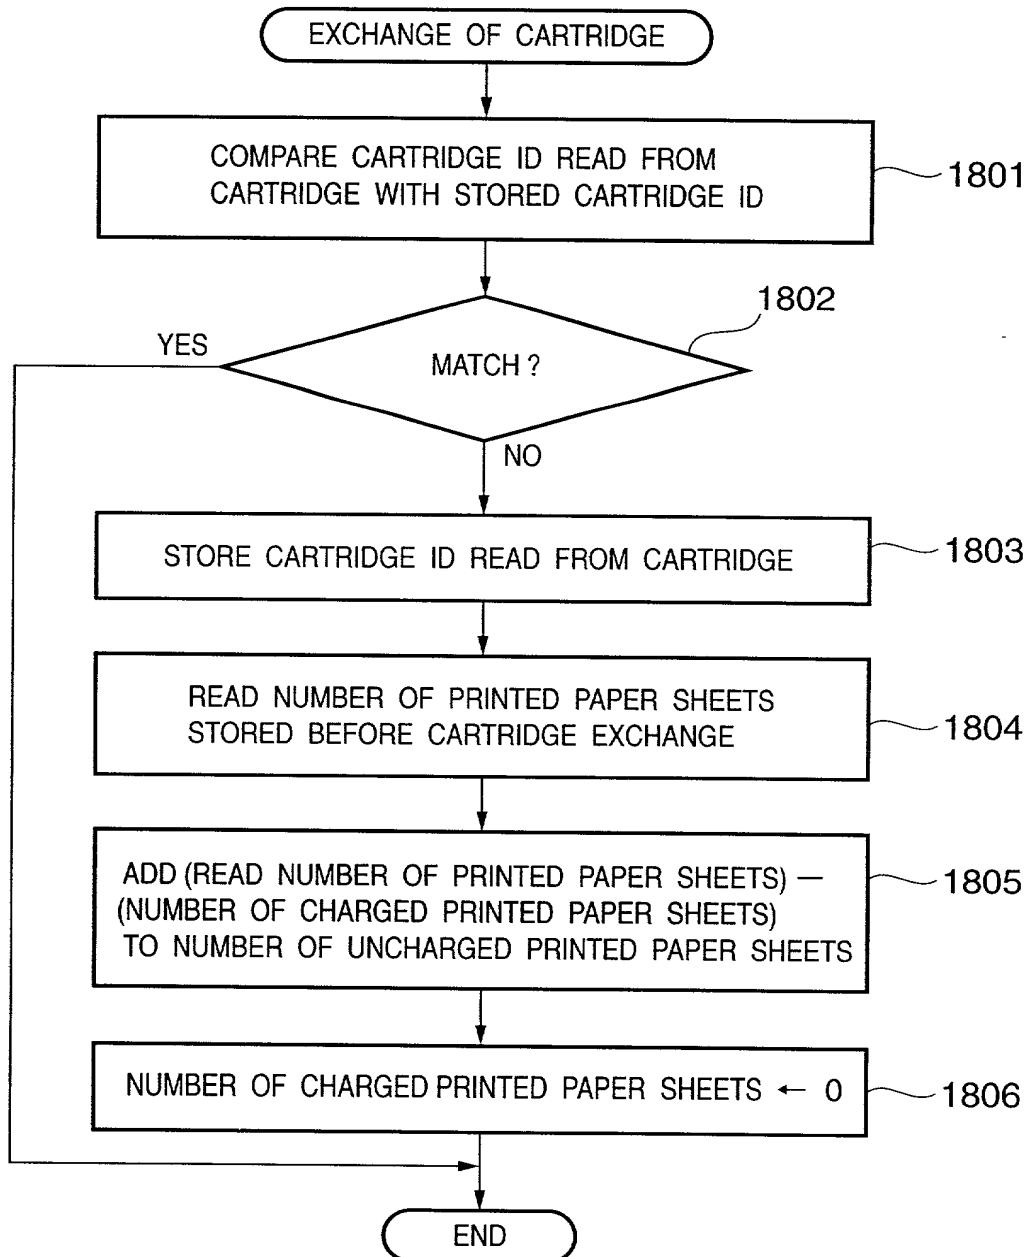 EXCHANGE OF CARTRIDGE
COMPARE CARTRIDGE ID READ FROM
CARTRIDGE WITH STORED CARTRIDGE ID
1801
1802
YES
MATCH ?
NO
STORE CARTRIDGE ID READ FROM CARTRIDGE
1803
READ NUMBER OF PRINTED PAPER SHEETS
STORED BEFORE CARTRIDGE EXCHANGE
1804
ADD (READ NUMBER OF PRINTED PAPER SHEETS) —
(NUMBER OF CHARGED PRINTED PAPER SHEETS)
TO NUMBER OF UNCHARGED PRINTED PAPER SHEETS
1805
NUMBER OF CHARGED PRINTED PAPER SHEETS ← 0
1806
END